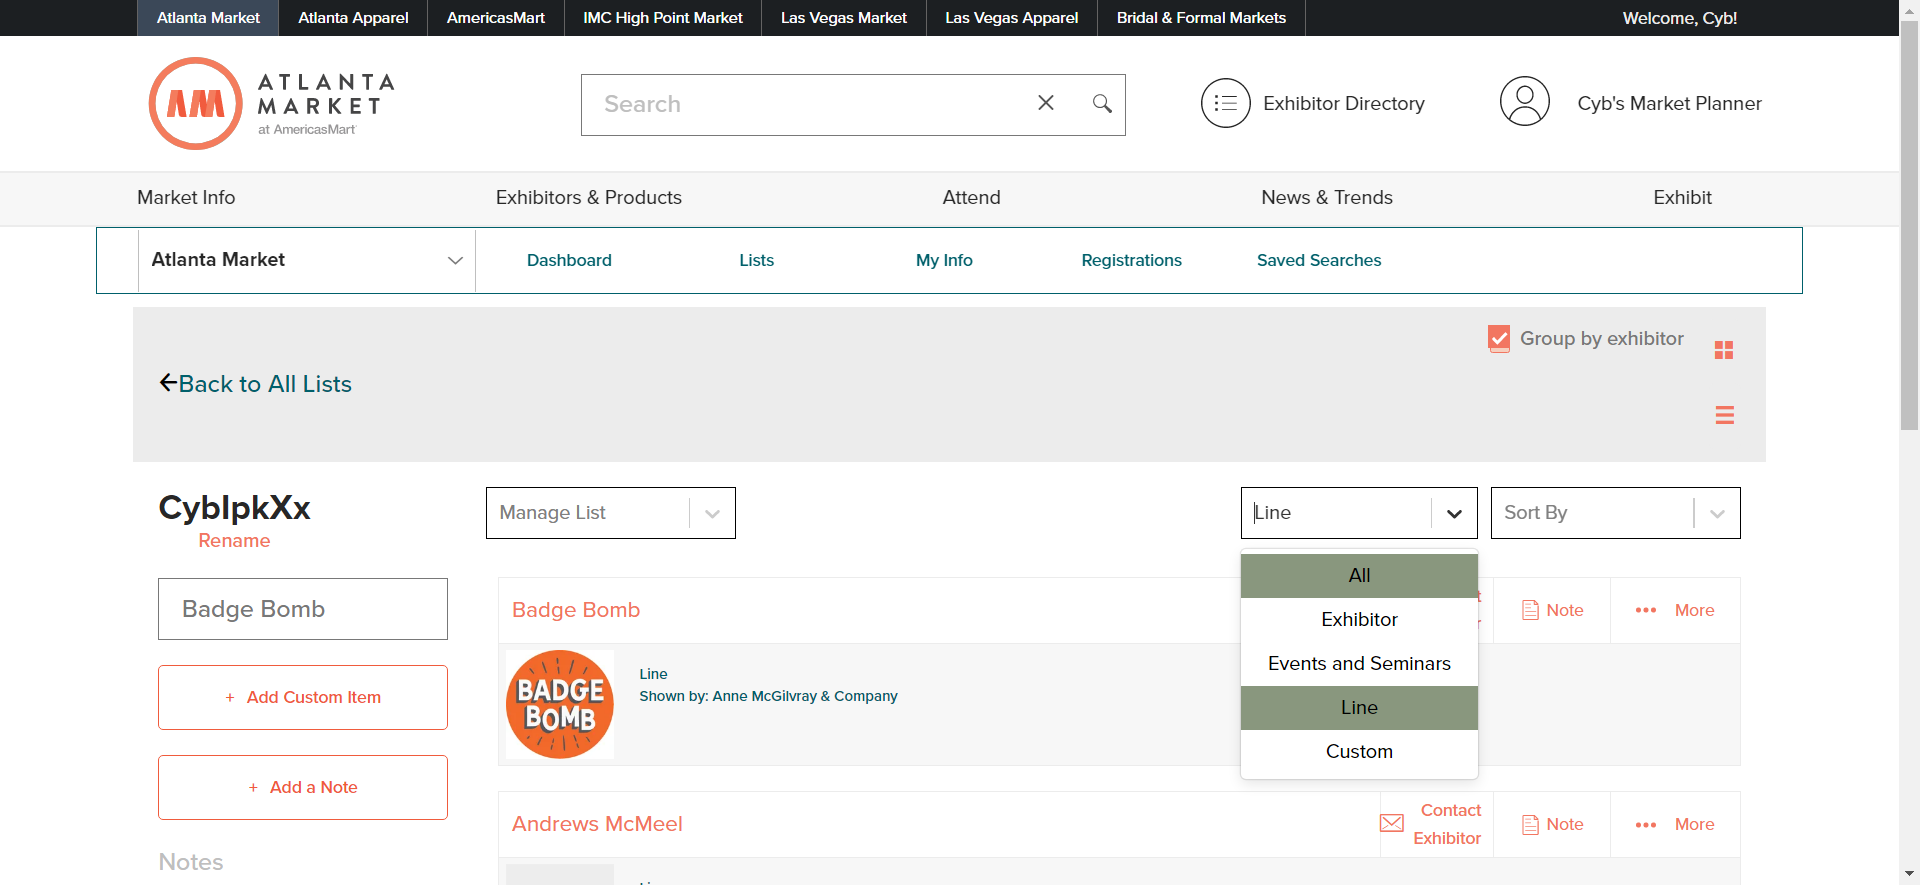 Atlanta Market
Atlanta Apparel
AmericasMart
IMC High Point Market
Las Vegas Market
Las Vegas Apparel
Bridal & Formal Markets
Welcome, Cyb!
AM
ATLANTA
MARKET
at AmericasMart
Search
Exhibitor Directory
Cyb's Market Planner
Market Info
Exhibitors & Products
Attend
News & Trends
Exhibit
Atlanta Market
Dashboard
Lists
My Info
Registrations
Saved Searches
Group by exhibitor
Back to All Lists
CybIpkXx
Rename
Manage List
Line
Sort By
All
Exhibitor
Events and Seminars
Line
Custom
Badge Bomb
+ Add Custom Item
+ Add a Note
Notes
Badge Bomb
Note
More
BADGE
BOMB
Line
Shown by: Anne McGilvray & Company
Andrews McMeel
Contact
Exhibitor
Note
More